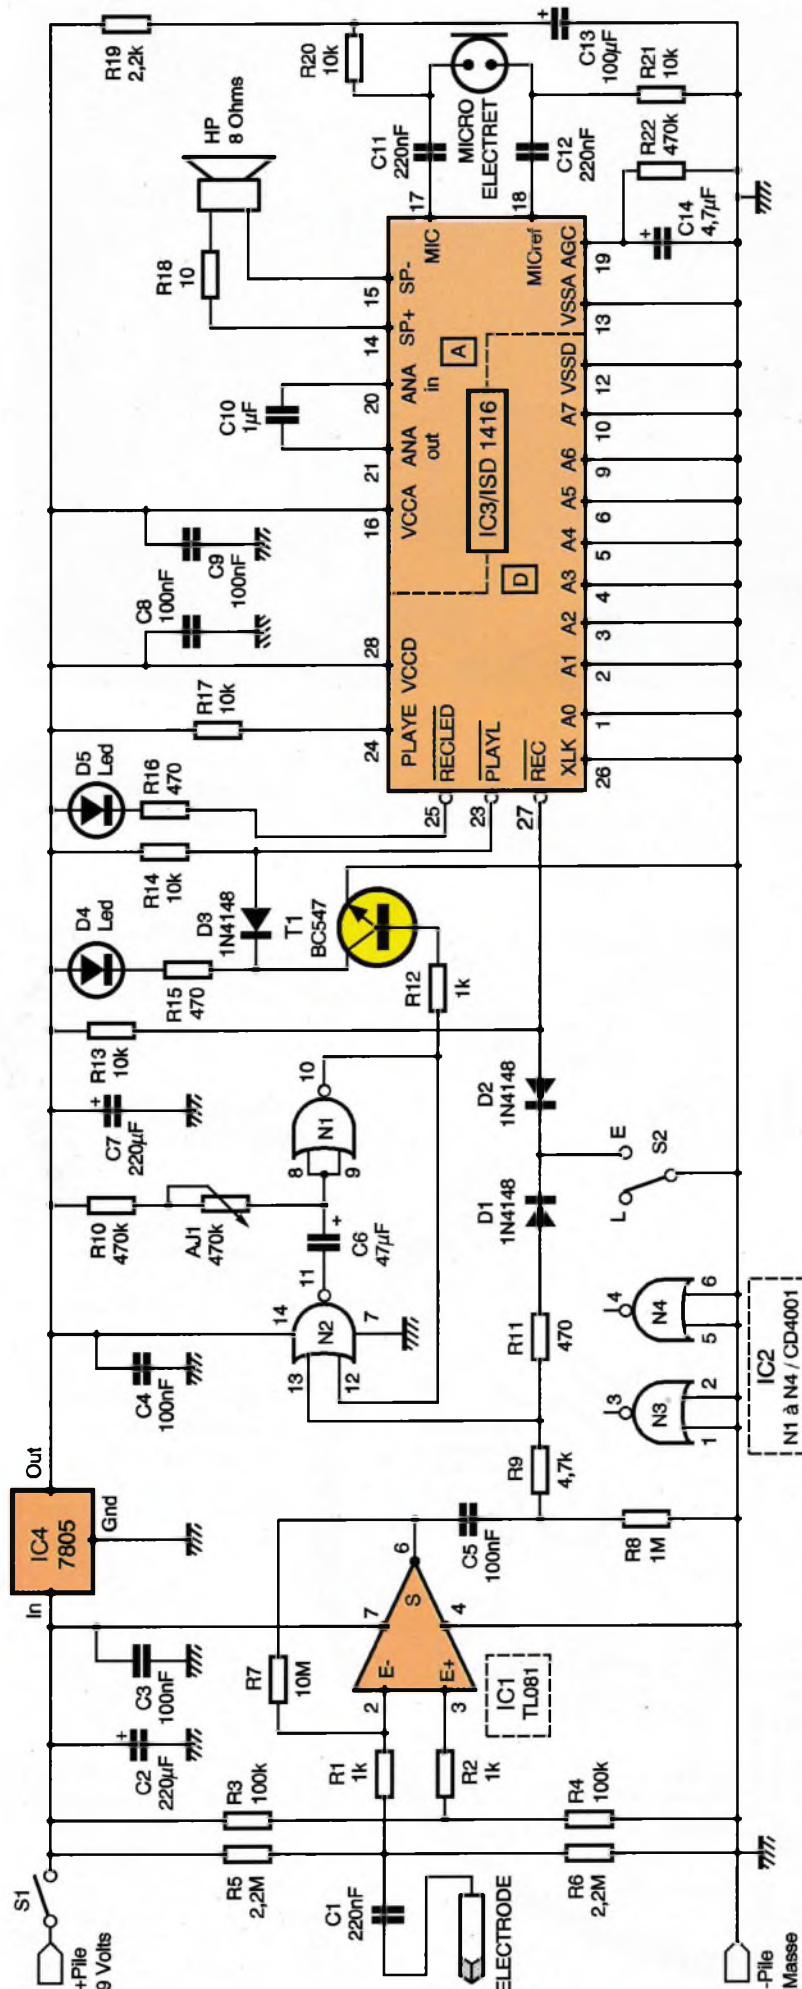 S1
+Pile
9 Volts
C2
220µF
C3
100nF
In
IC4
7805
Out
Gnd
C4
100nF
R10
470k
AJ1
470k
C7
220µF
R13
10k
D4
Led
R15
470
R14
10k
D5
Led
R16
470
D3
1N4148
T1
BC547
R12
1k
R17
10k
C8
100nF
C9
100nF
C10
1µF
R18
10
HP
8 Ohms
R19
2,2k
R20
10k
C11
220nF
MICRO
ELECTRET
C12
220nF
C13
100µF
R21
10k
R22
470k
C14
4,7µF
R5
2,2M
R3
100k
R1
1k
R2
1k
R7
10M
C1
220nF
ELECTRODE
R6
2,2M
R4
100k
2
E-
3
E+
7
4
S
6
IC1
TL081
C5
100nF
R8
1M
R9
4,7k
R11
470
D1
1N4148
D2
1N4148
L
E
S2
14
13
12
N2
11
7
C6
47µF
8
9
N1
10
1
2
N3
3
5
6
N4
4
IC2
N1 à N4 / CD4001
24
28
16
21
20
14
15
PLAYE
VCCD
VCCA
ANA
out
ANA
in
SP+
SP-
25
RECLED
23
PLAYL
27
REC
D
IC3/ISD 1416
A
17
MIC
18
MICref
XLK
A0
A1
A2
A3
A4
A5
A6
A7
VSSD
VSSA
AGC
26
1
2
3
4
5
6
9
10
12
13
19
-Pile
Masse